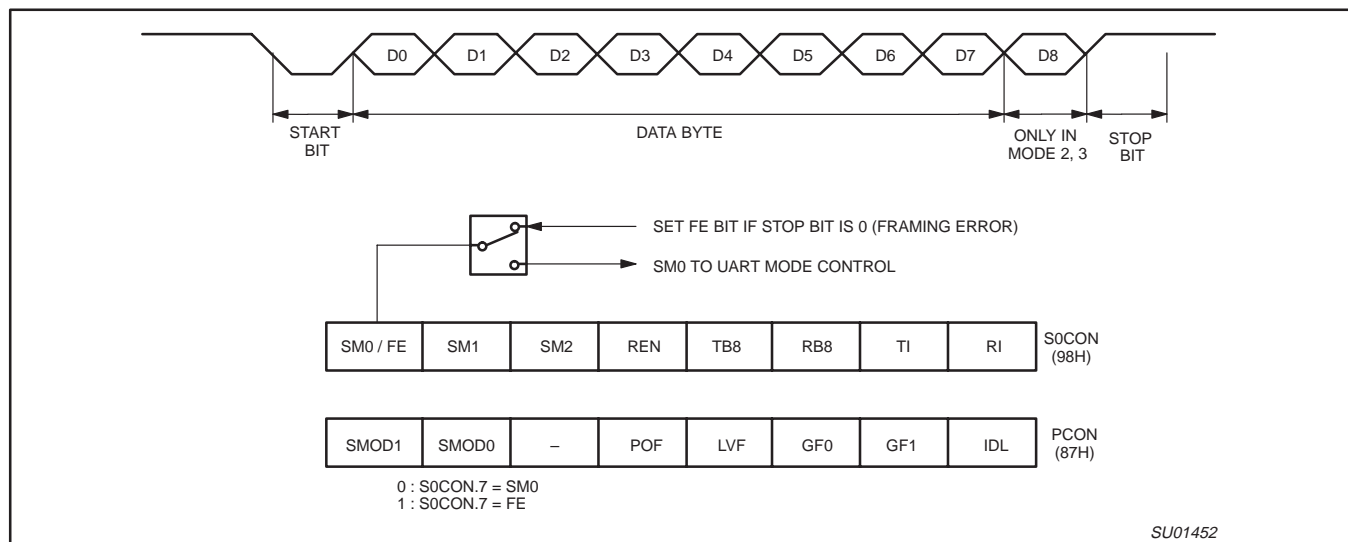 D0 D1 D2 D3 D4 D5 D6 D7 D8
START
BIT
DATA BYTE
ONLY IN
MODE 2, 3
STOP
BIT
SET FE BIT IF STOP BIT IS 0 (FRAMING ERROR)
SM0 TO UART MODE CONTROL
SM0 / FE SM1 SM2 REN TB8 RB8 TI RI
S0CON
(98H)
SMOD1 SMOD0 – POF LVF GF0 GF1 IDL
PCON
(87H)
0 : S0CON.7 = SM0
1 : S0CON.7 = FE
SU01452